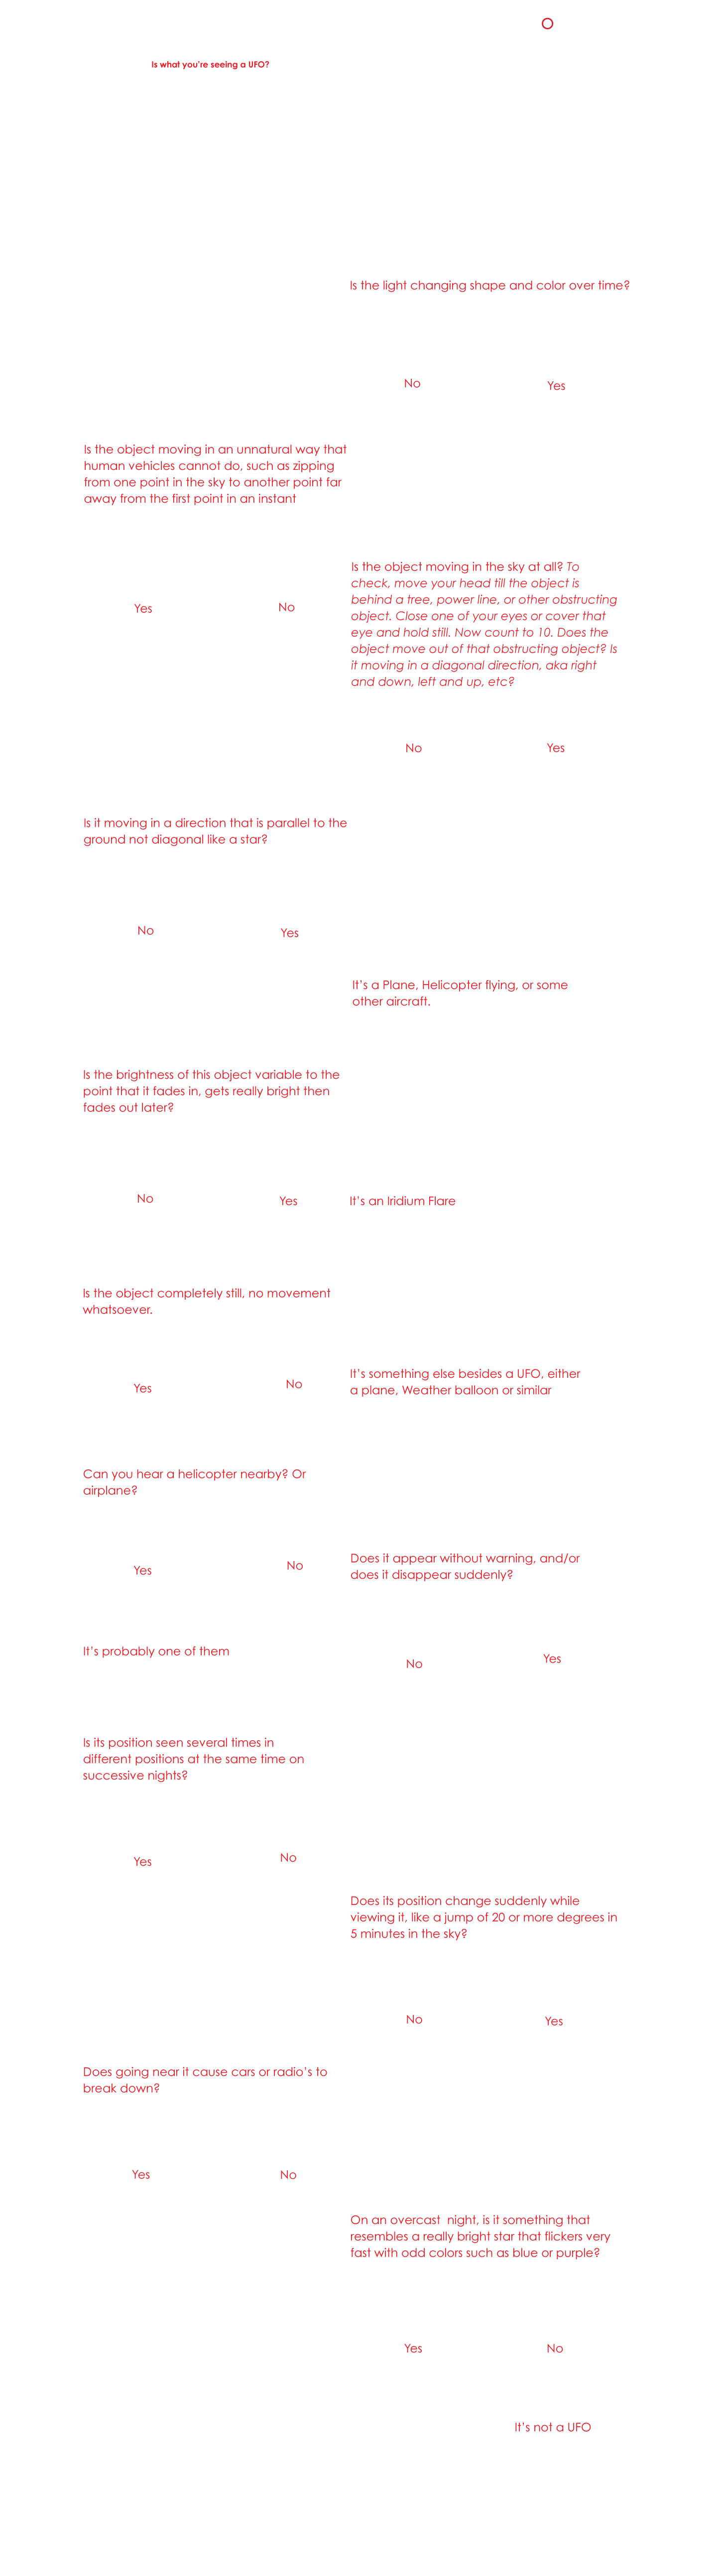 Is what you're seeing a UFO?
Is the light changing shape and color over time?
No
Yes
Is the object moving in an unnatural way that
human vehicles cannot do, such as zipping
from one point in the sky to another point far
away from the first point in an instant
Yes
No
Is the object moving in the sky at all? To
check, move your head till the object is
behind a tree, power line, or other obstructing
object. Close one of your eyes or cover that
eye and hold still. Now count to 10. Does the
object move out of that obstructing object? Is
it moving in a diagonal direction, aka right
and down, left and up, etc?
No
Yes
Is it moving in a direction that is parallel to the
ground not diagonal like a star?
No
Yes
It's a Plane, Helicopter flying, or some
other aircraft.
Is the brightness of this object variable to the
point that it fades in, gets really bright then
fades out later?
No
Yes
It's an Iridium Flare
Is the object completely still, no movement
whatsoever.
Yes
No
It's something else besides a UFO, either
a plane, Weather balloon or similar
Can you hear a helicopter nearby? Or
airplane?
Yes
No
Does it appear without warning, and/or
does it disappear suddenly?
It's probably one of them
No
Yes
Is its position seen several times in
different positions at the same time on
successive nights?
Yes
No
Does its position change suddenly while
viewing it, like a jump of 20 or more degrees in
5 minutes in the sky?
No
Yes
Does going near it cause cars or radio's to
break down?
Yes
No
On an overcast  night, is it something that
resembles a really bright star that flickers very
fast with odd colors such as blue or purple?
Yes
No
It's not a UFO